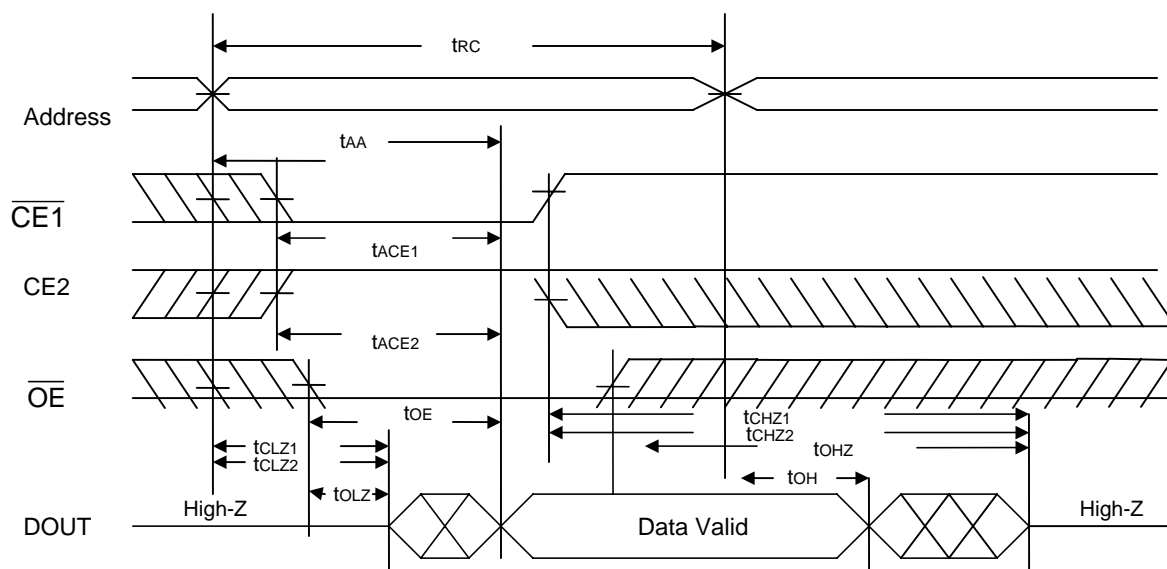 tRC
Address
tAA
CE1
tACE1
CE2
tACE2
OE
tOE
tCHZ1
tCLZ1
tCHZ2
tOHZ
tCLZ2
tOLZ
tOH
High-Z
DOUT
Data Valid
High-Z